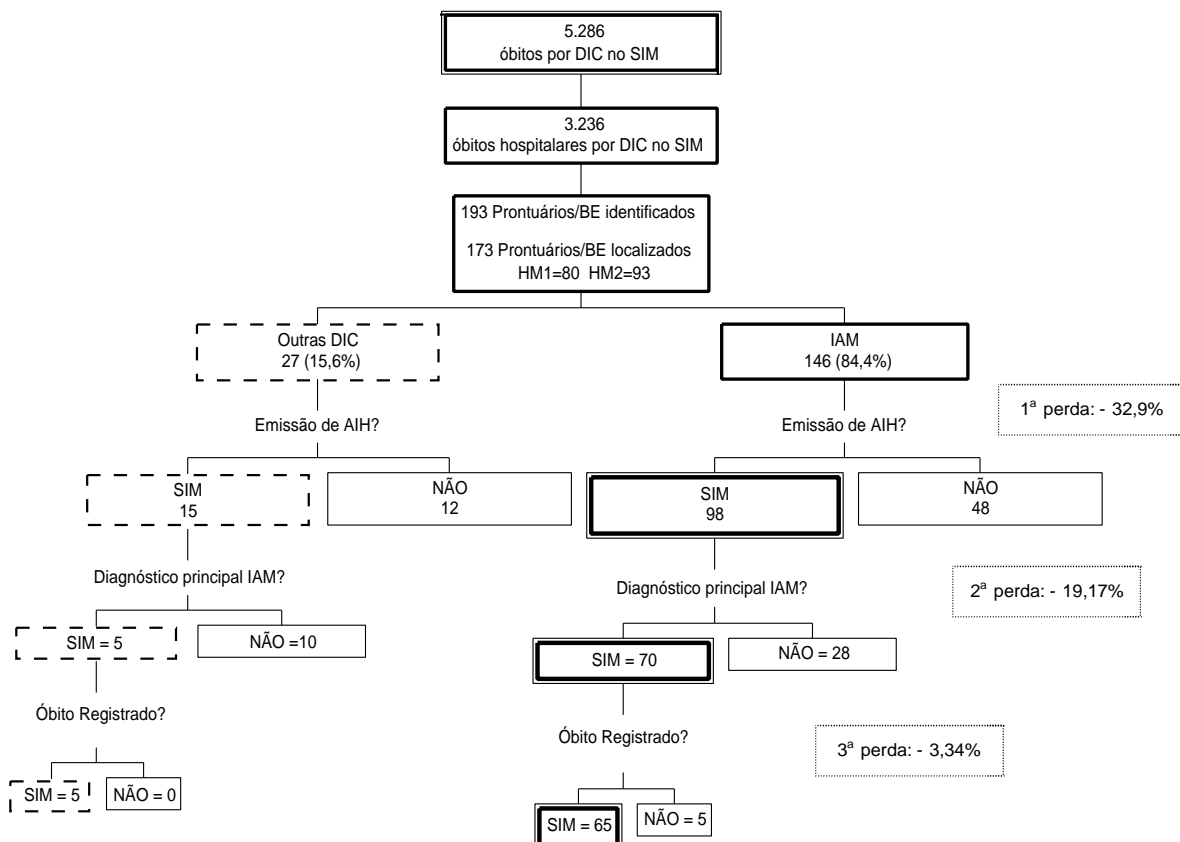 5.286
óbitos por DIC no SIM
3.236
óbitos hospitalares por DIC no SIM
193 Prontuários/BE identificados
173 Prontuários/BE localizados
HM1=80 HM2=93
Outras DIC
27 (15,6%)
IAM
146 (84,4%)
Emissão de AIH?
Emissão de AIH?
1ª perda: - 32,9%
SIM
15
NÃO
12
SIM
98
NÃO
48
Diagnóstico principal IAM?
Diagnóstico principal IAM?
2ª perda: - 19,17%
SIM = 5
NÃO =10
SIM = 70
NÃO = 28
Óbito Registrado?
Óbito Registrado?
3ª perda: - 3,34%
SIM = 5
NÃO = 0
SIM = 65
NÃO = 5